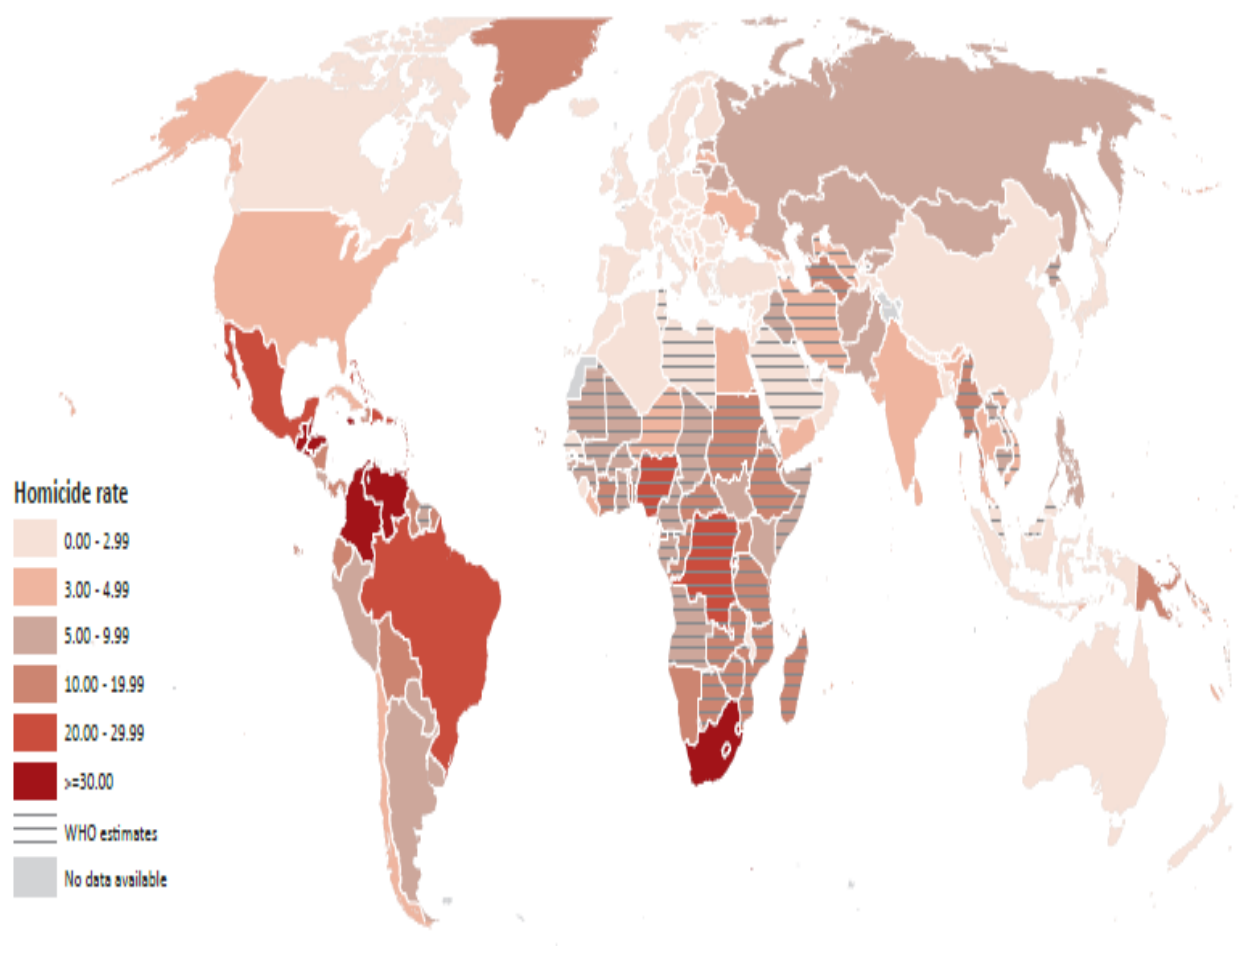 Homicide rate
0.00 - 2.99
3.00 - 4.99
5.00 - 9.99
10.00 - 19.99
20.00 - 29.99
>=30.00
WHO estimates
No data available